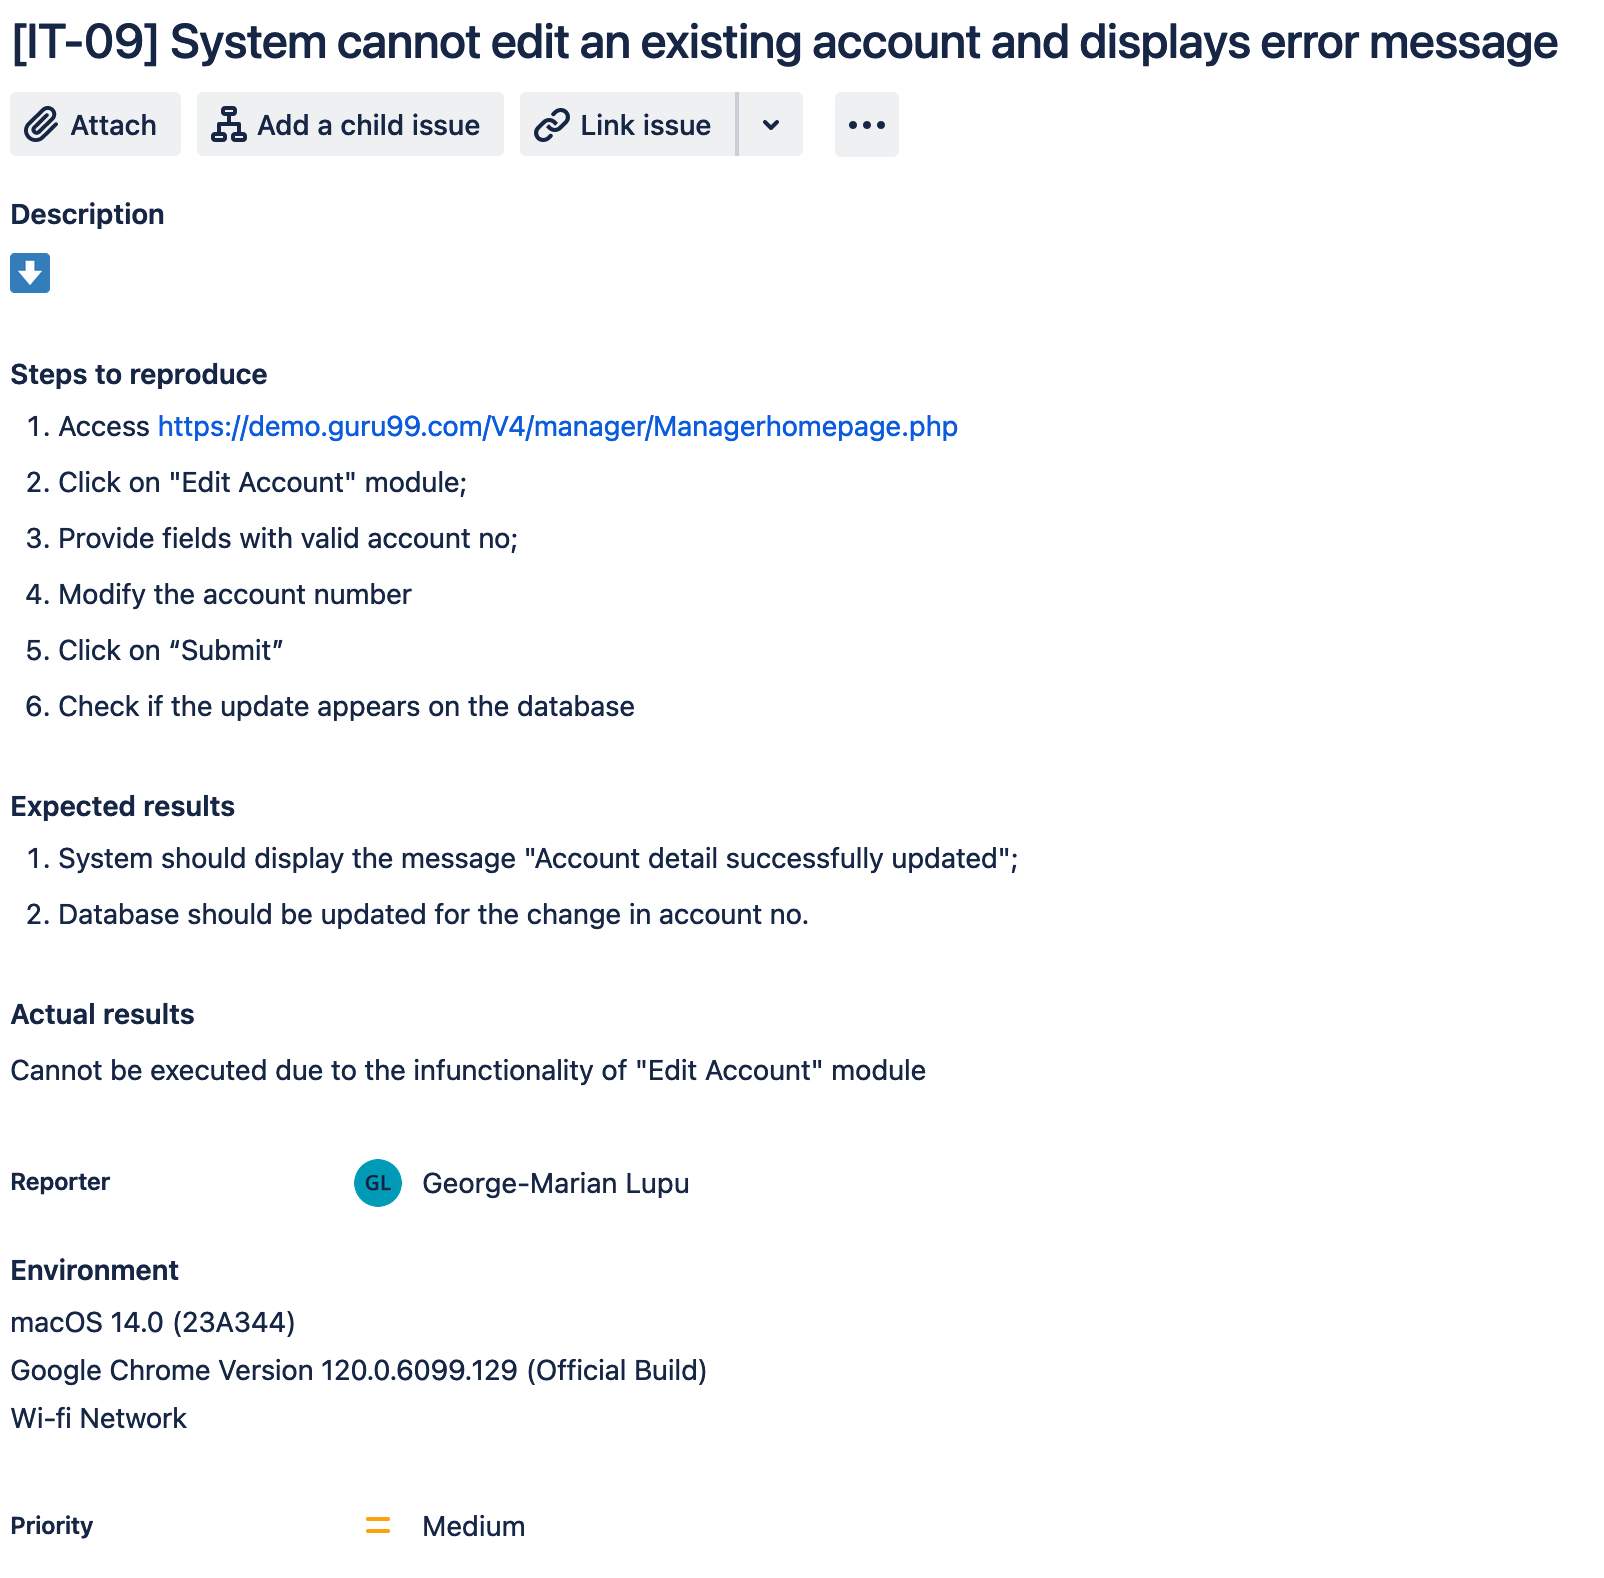 [IT-09] System cannot edit an existing account and displays error message
Attach
Add a child issue
Link issue
Description
Steps to reproduce
1. Access https://demo.guru99.com/V4/manager/Managerhomepage.php
2. Click on "Edit Account" module;
3. Provide fields with valid account no;
4. Modify the account number
5. Click on “Submit”
6. Check if the update appears on the database
Expected results
1. System should display the message "Account detail successfully updated";
2. Database should be updated for the change in account no.
Actual results
Cannot be executed due to the infunctionality of "Edit Account" module
Reporter GL George-Marian Lupu
Environment
macOS 14.0 (23A344)
Google Chrome Version 120.0.6099.129 (Official Build)
Wi-fi Network
Priority Medium